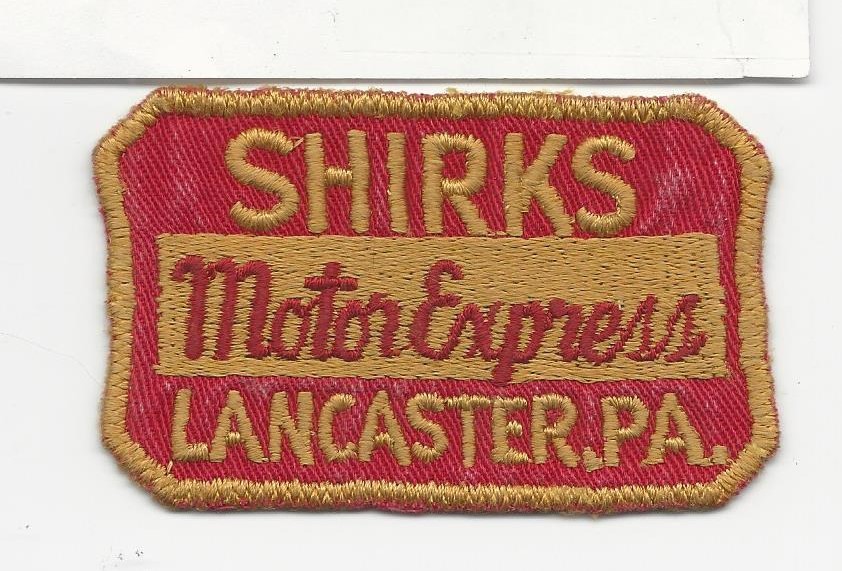 SHIRKS
Motor Express
LANCASTER, PA.